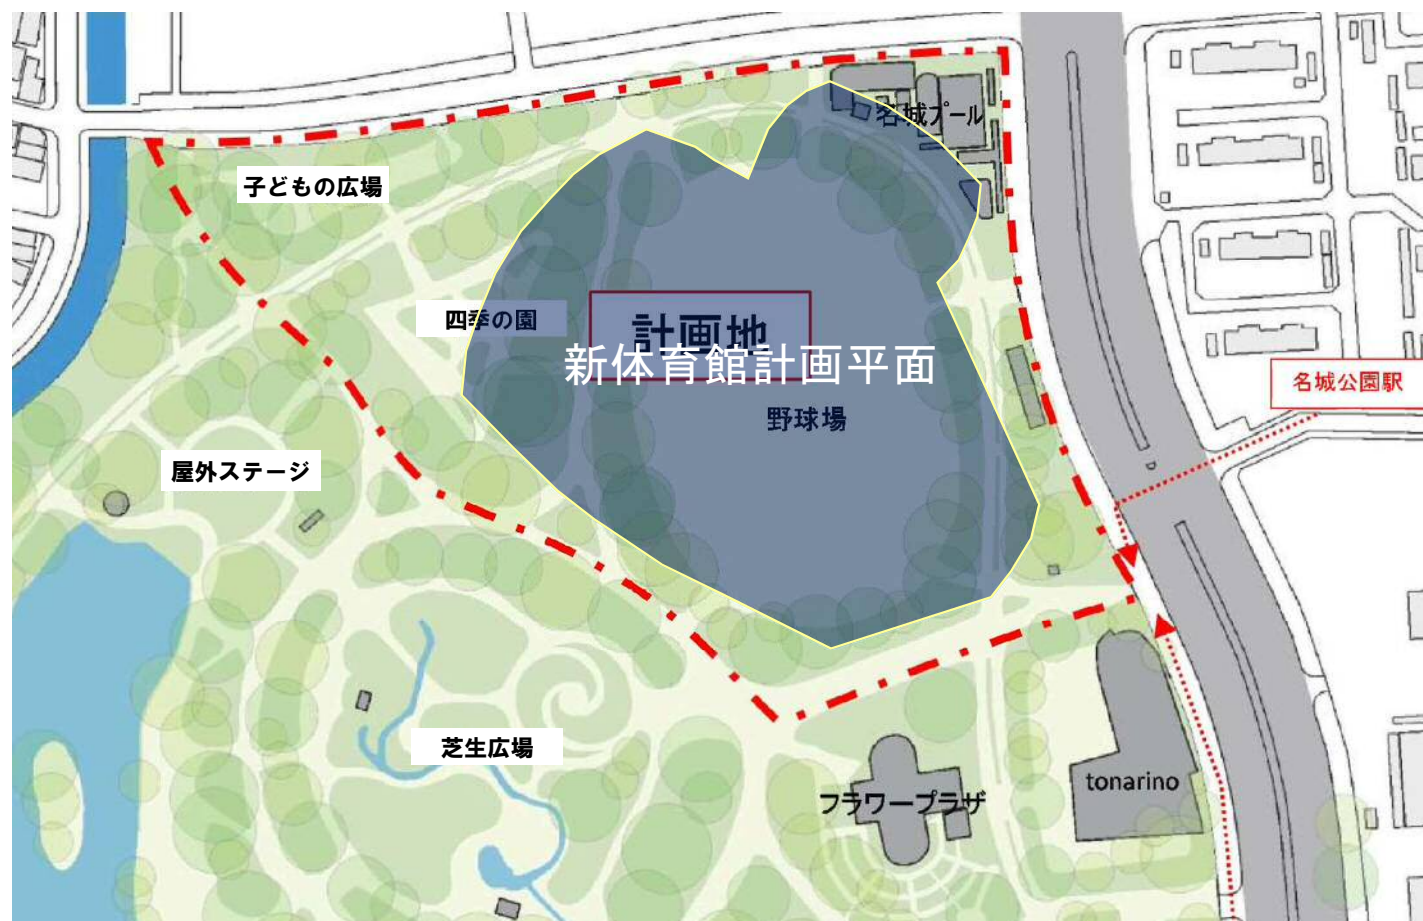 名城プール
子どもの広場
四季の園
計画地
新体育館計画平面
名城公園駅
野球場
屋外ステージ
芝生広場
tonarino
フラワープラザ